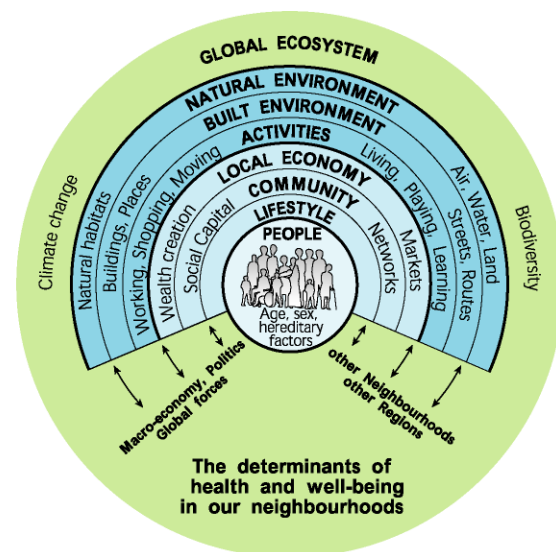 GLOBAL ECOSYSTEM
NATURAL ENVIRONMENT
BUILT ENVIRONMENT
ACTIVITIES
LOCAL ECONOMY
COMMUNITY
LIFESTYLE
PEOPLE
Age, sex,
hereditary
factors
Climate change
Natural habitats
Buildings, Places
Working, Shopping, Moving
Wealth creation
Social Capital
Networks
Markets
Living, Playing, Learning
Streets, Routes
Air, Water, Land
Biodiversity
Macro-economy, Politics
Global forces
other Neighbourhoods
other Regions
The determinants of
health and well-being
in our neighbourhoods